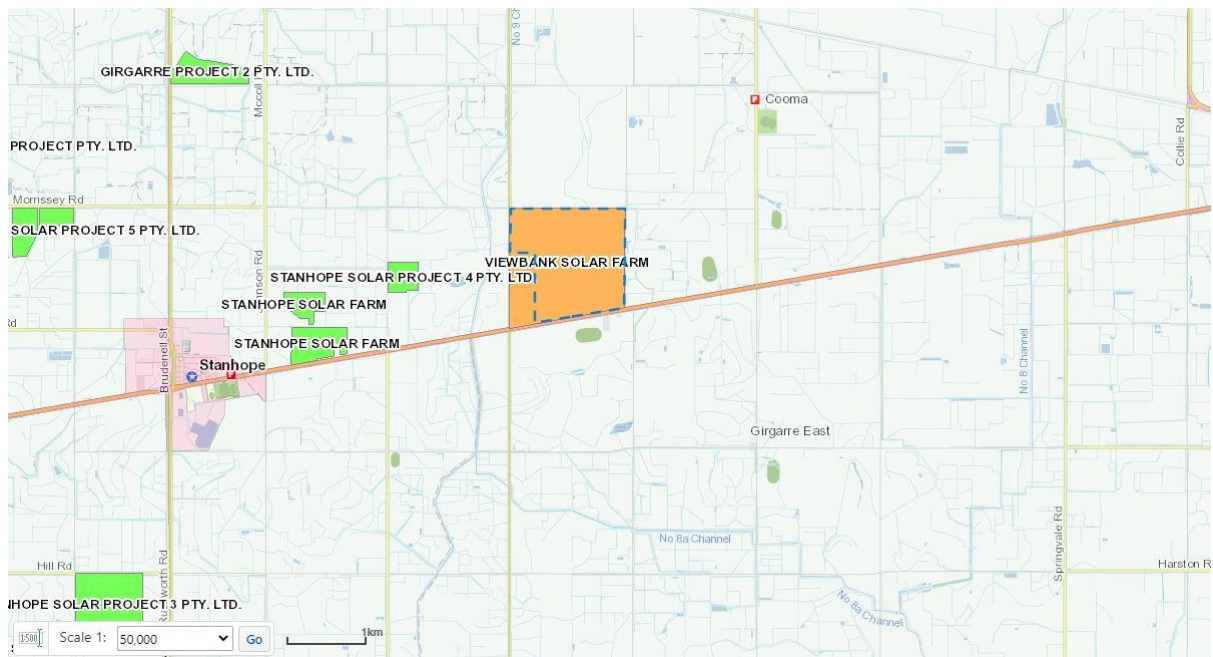 No 9 Channel
GIRGARRE PROJECT 2 PTY. LTD.
Cooma
Collie Rd
PROJECT PTY. LTD.
Morrissey Rd
SOLAR PROJECT 5 PTY. LTD.
VIEWBANK SOLAR FARM
STANHOPE SOLAR PROJECT 4 PTY. LTD
STANHOPE SOLAR FARM
STANHOPE SOLAR FARM
Brudenell St
Stanhope
No 8 Channel
Girgarre East
No 8a Channel
Hill Rd
Springvale Rd
Harston R
No 8a Channel
NHOPE SOLAR PROJECT 3 PTY. LTD.
Scale 1:
50,000
Go
1km